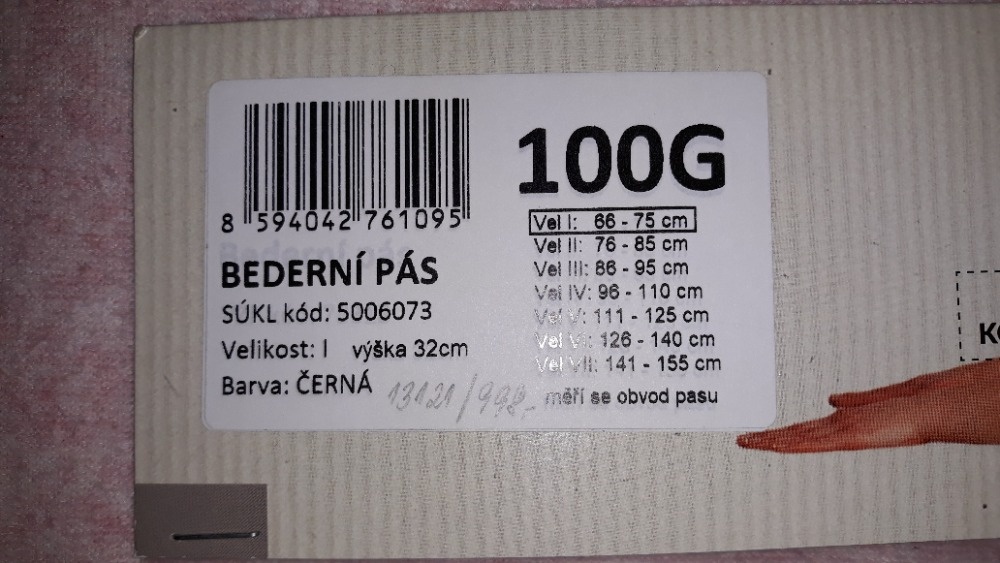 8 594042 761095
BEDERNÍ PÁS
SÚKL kód: 5006073
Velikost: I výška 32cm
Barva: ČERNÁ
13121/998,-
100G
Vel I: 66 - 75 cm
Vel II: 76 - 85 cm
Vel III: 86 - 95 cm
Vel IV: 96 - 110 cm
Vel V: 111 - 125 cm
Vel VI: 126 - 140 cm
Vel VII: 141 - 155 cm
měří se obvod pasu